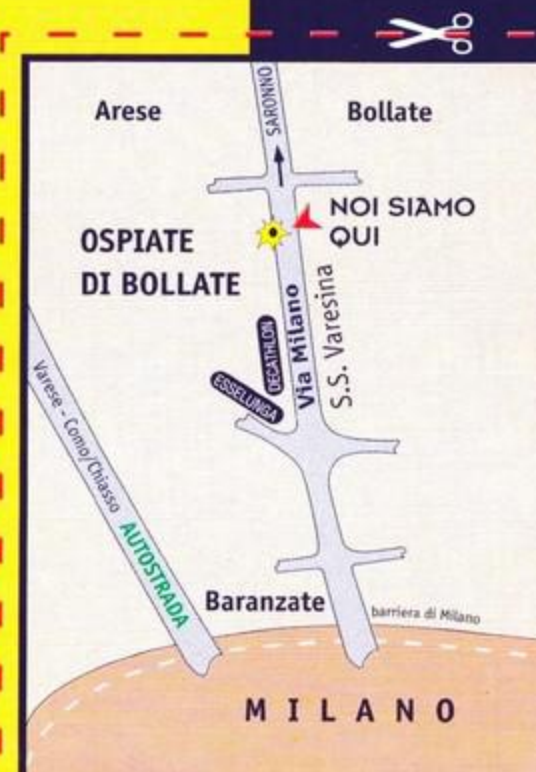 SARONNO
Arese
Bollate
NOI SIAMO
QUI
OSPIATE
DI BOLLATE
Via Milano
S.S. Varesina
DECATHLON
ESSELUNGA
Varese - Como/Chiasso
AUTOSTRADA
Baranzate
barriera di Milano
MILANO